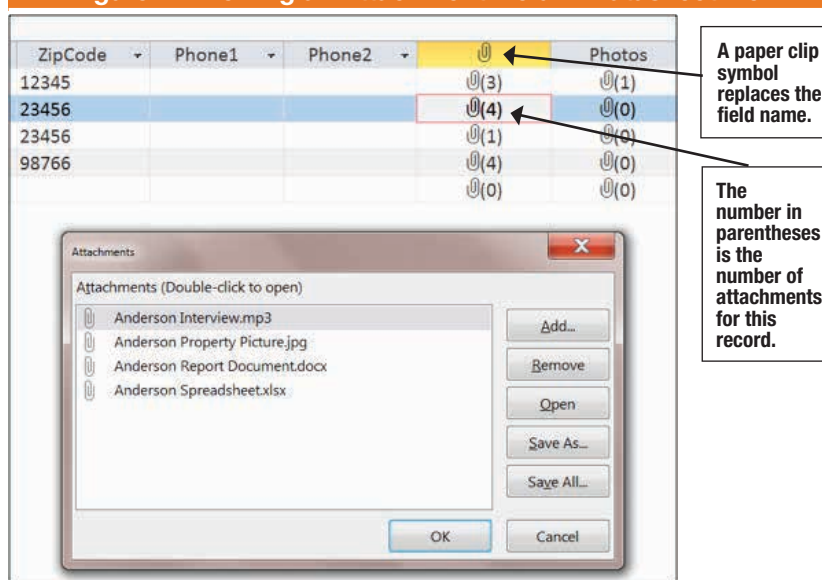 ZipCode Phone1 Phone2 Photos
12345 (3) (1)
23456 (4) (0)
23456 (1) (0)
98766 (4) (0)
(0) (0)
A paper clip
symbol
replaces the
field name.
The
number in
parentheses
is the
number of
attachments
for this
record.
Attachments
Attachments (Double-click to open)
Anderson Interview.mp3
Anderson Property Picture.jpg
Anderson Report Document.docx
Anderson Spreadsheet.xlsx
Add...
Remove
Open
Save As...
Save All...
OK Cancel